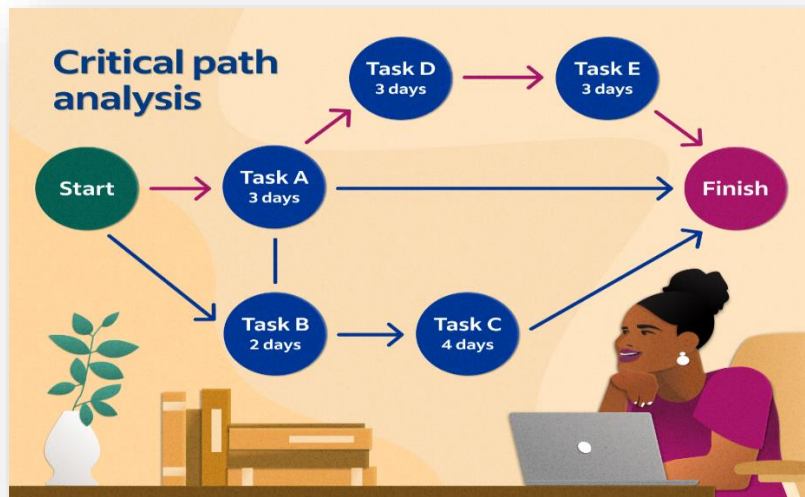 Critical path
analysis
Task D
3 days
Task E
3 days
Start
Task A
3 days
Finish
Task B
2 days
Task C
4 days